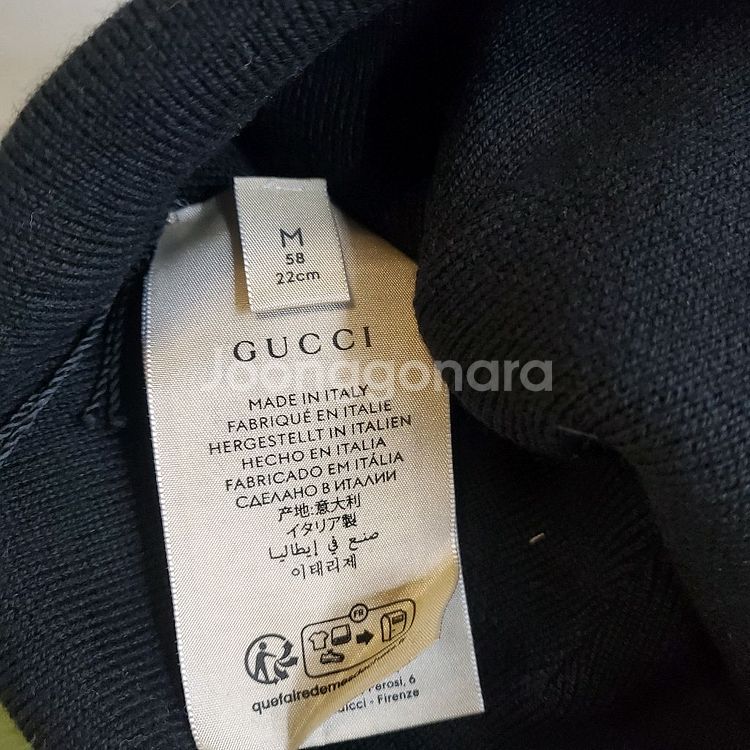 M
58
22cm
GUCCI
Joonggonara
MADE IN ITALY
FABRIQUÉ EN ITALIE
HERGESTELLT IN ITALIEN
HECHO EN ITALIA
FABRICADO EM ITÁLIA
СДЕЛАНО В ИТАЛИИ
产地:意大利
イタリア製
صنع في إيطاليا
이태리제
FR
6
- Firenze